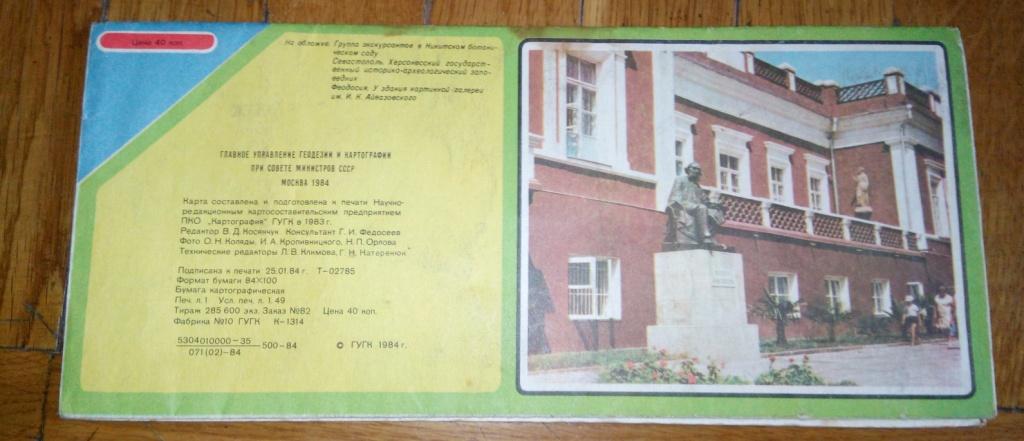 Цена 40 коп.
На обложке: Группа экскурсантов в Никитском ботани-
ческом саду
Севастополь. Херсонесский государст-
венный историко-археологический запо-
ведник
Феодосия. У здания картинной галереи
им. И. К. Айвазовского
ГЛАВНОЕ УПРАВЛЕНИЕ ГЕОДЕЗИИ И КАРТОГРАФИИ
ПРИ СОВЕТЕ МИНИСТРОВ СССР
МОСКВА 1984
Карта составлена и подготовлена к печати Научно-
редакционным картосоставительским предприятием
ПКО „Картография" ГУГК в 1983 г.
Редактор В. Д. Косянчук Консультант Г. И. Федосеев
Фото О. Н. Коляды, И. А. Кропивницкого, Н. П. Орлова
Технические редакторы Л. В. Климова, Г. Н. Натеренюк
Подписана к печати 25.01.84 г. Т-02785
Формат бумаги 84×100
Бумага картографическая
Печ. л. 1 Усл. печ. л. 1.49
Тираж 285 600 экз. Заказ №82 Цена 40 коп.
Фабрика №10 ГУГК К-1314
5304010000-35
071(02)-84
500-84
© ГУГК 1984 г.